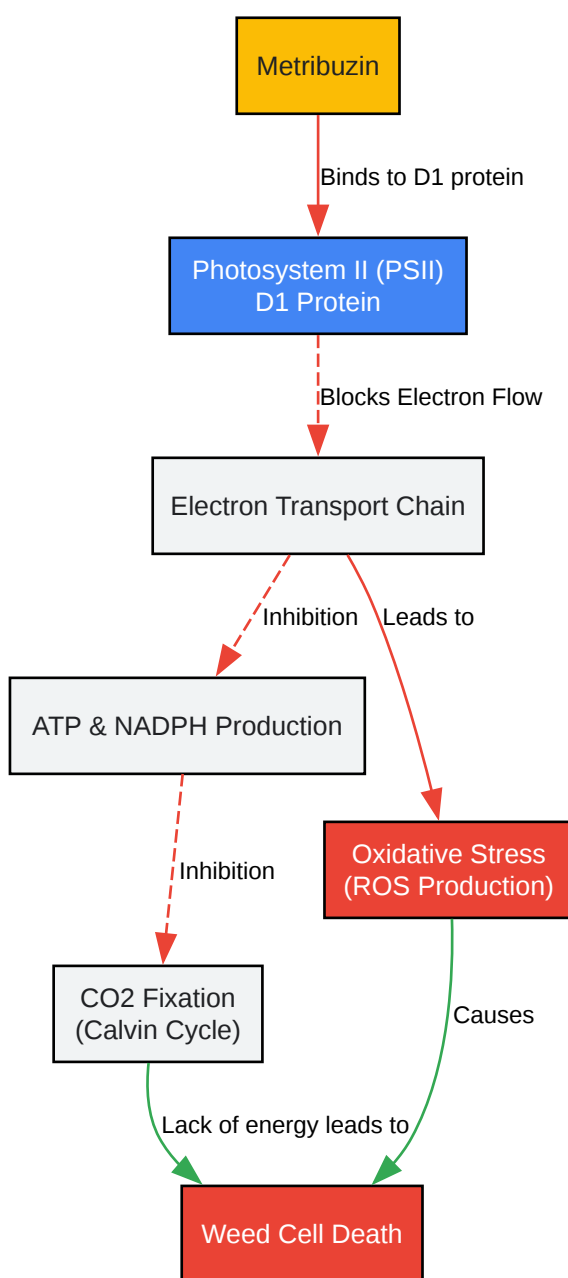 Metribuzin
Binds to D1 protein
Photosystem II (PSII)
D1 Protein
Blocks Electron Flow
Electron Transport Chain
Inhibition
Leads to
ATP & NADPH Production
Oxidative Stress
(ROS Production)
Inhibition
CO2 Fixation
(Calvin Cycle)
Causes
Lack of energy leads to
Weed Cell Death